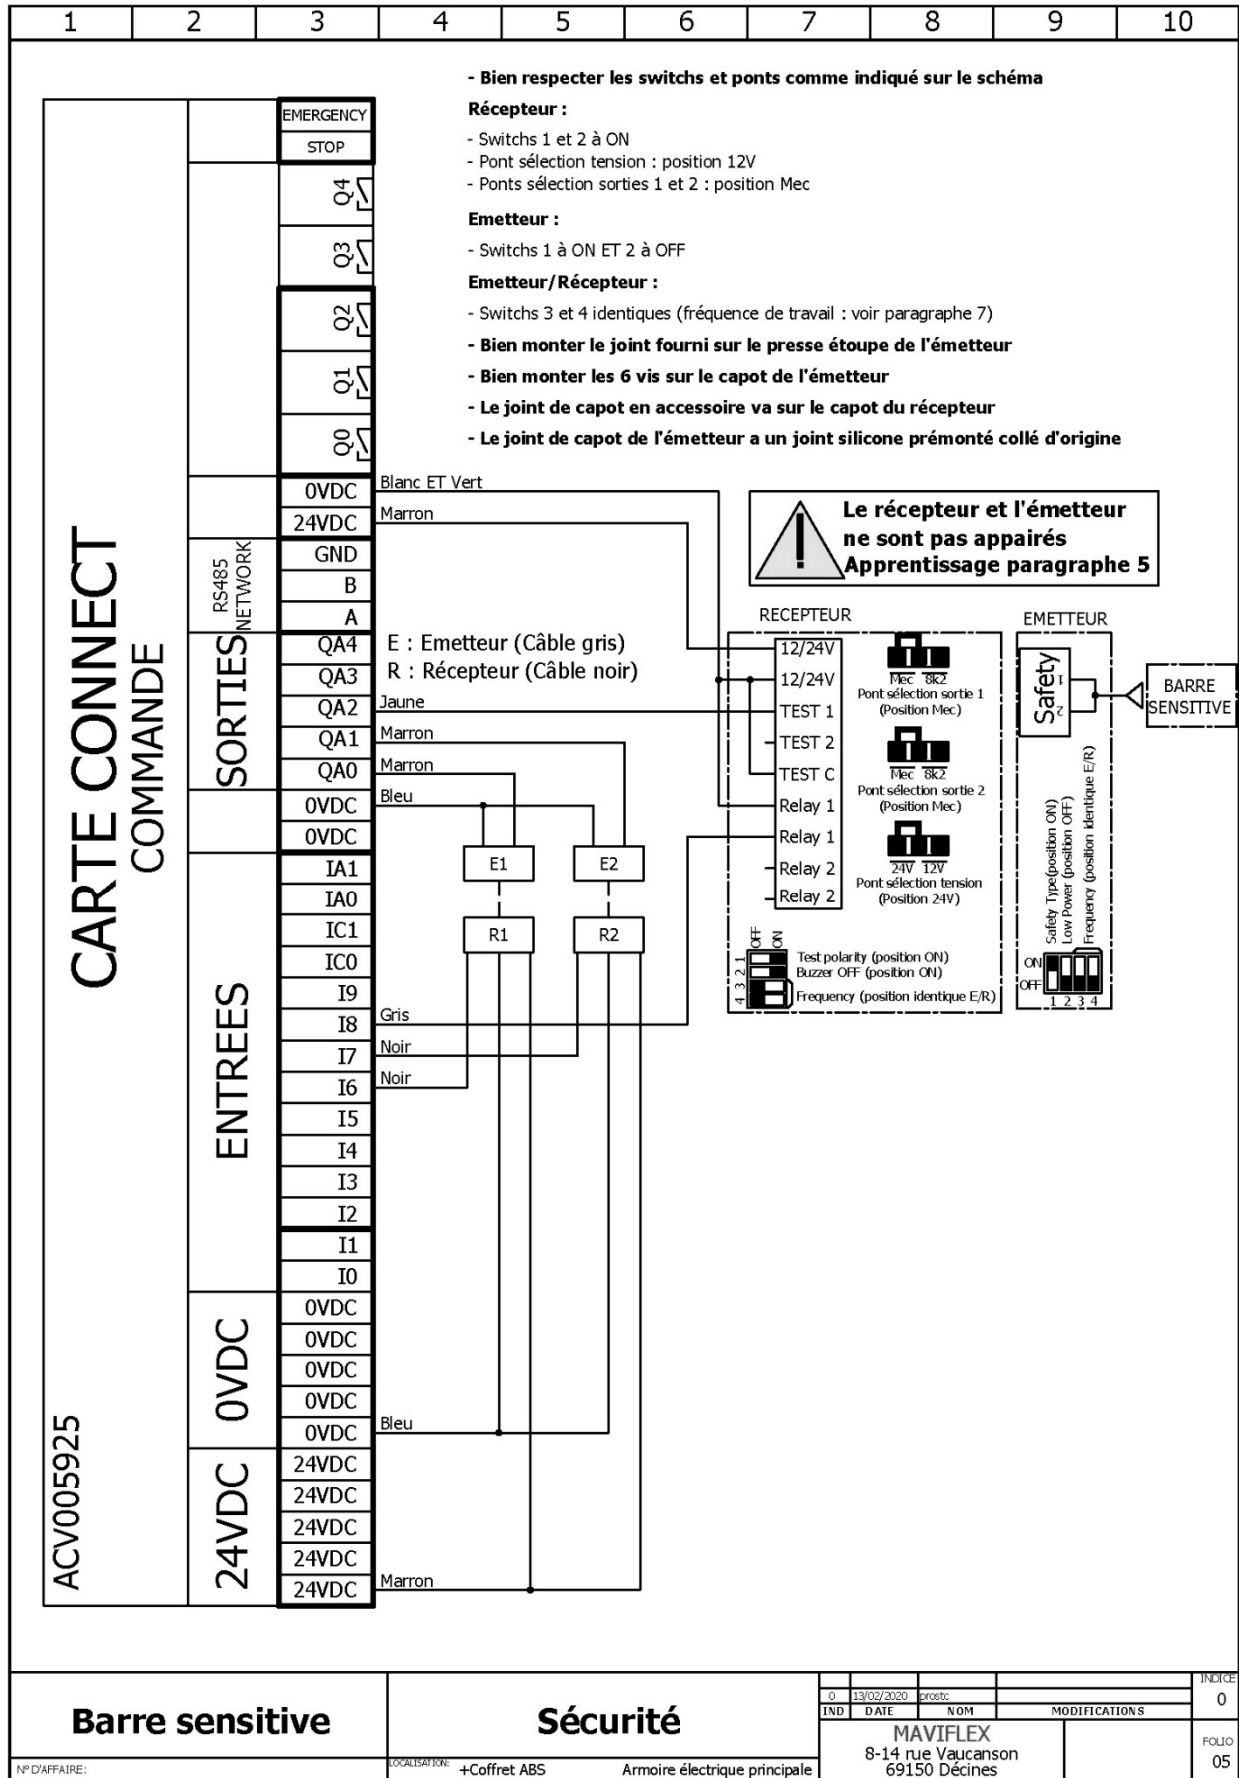 1 2 3 4 5 6 7 8 9 10
- Bien respecter les switchs et ponts comme indiqué sur le schéma
Récepteur :
- Switchs 1 et 2 à ON
- Pont sélection tension : position 12V
- Ponts sélection sorties 1 et 2 : position Mec
Emetteur :
- Switchs 1 à ON ET 2 à OFF
Emetteur/Récepteur :
- Switchs 3 et 4 identiques (fréquence de travail : voir paragraphe 7)
- Bien monter le joint fourni sur le presse étoupe de l'émetteur
- Bien monter les 6 vis sur le capot de l'émetteur
- Le joint de capot en accessoire va sur le capot du récepteur
- Le joint de capot de l'émetteur a un joint silicone prémonté collé d'origine
CARTE CONNECT
COMMANDE
ACV005925
EMERGENCY
STOP
Q4
Q3
Q2
Q1
Q0
0VDC Blanc ET Vert
24VDC Marron
RS485
NETWORK
GND
B
A
SORTIES
QA4
QA3
QA2 Jaune
QA1 Marron
QA0 Marron
0VDC Bleu
0VDC
E : Emetteur (Câble gris)
R : Récepteur (Câble noir)
ENTREES
IA1
IA0
IC1
IC0
I9
I8 Gris
I7 Noir
I6 Noir
I5
I4
I3
I2
I1
I0
0VDC
0VDC
0VDC
0VDC
0VDC
0VDC Bleu
24VDC
24VDC
24VDC
24VDC
24VDC
24VDC Marron
E1
E2
R1
R2
Le récepteur et l'émetteur
ne sont pas appairés
Apprentissage paragraphe 5
RECEPTEUR
12/24V
12/24V
TEST 1
TEST 2
TEST C
Relay 1
Relay 1
Relay 2
Relay 2
Mec 8k2
Pont sélection sortie 1
(Position Mec)
Mec 8k2
Pont sélection sortie 2
(Position Mec)
24V 12V
Pont sélection tension
(Position 24V)
OFF
ON
1
2
3
4
Test polarity (position ON)
Buzzer OFF (position ON)
Frequency (position identique E/R)
EMETTEUR
Safety
1
2
BARRE
SENSITIVE
Safety Type(position ON)
Low Power (position OFF)
Frequency (position identique E/R)
ON
OFF
1 2 3 4
Barre sensitive
N° D'AFFAIRE:
Sécurité
LOCALISATION: +Coffret ABS Armoire électrique principale
0 13/02/2020 prostc
IND DATE NOM MODIFICATIONS
MAVIFLEX
8-14 rue Vaucanson
69150 Décines
INDICE
0
FOLIO
05